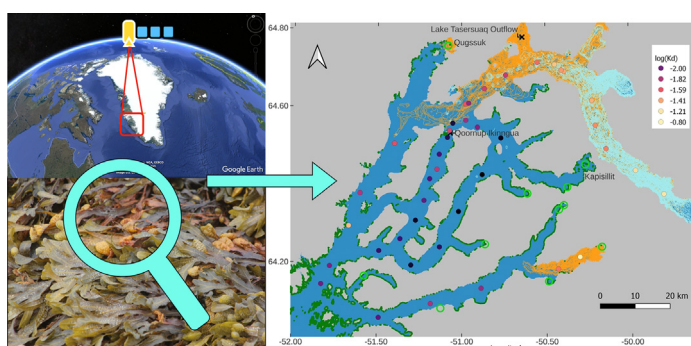 Google Earth
64.80
64.60
64.20
Lake Tasersuaq Outflow
Qugssuk
Qoornup Ikinngua
Kapisillit
log(Kd)
-2.00
-1.82
-1.59
-1.41
-1.21
-0.80
0 10 20 km
-52.00 -51.50 -51.00 -50.50 -50.00